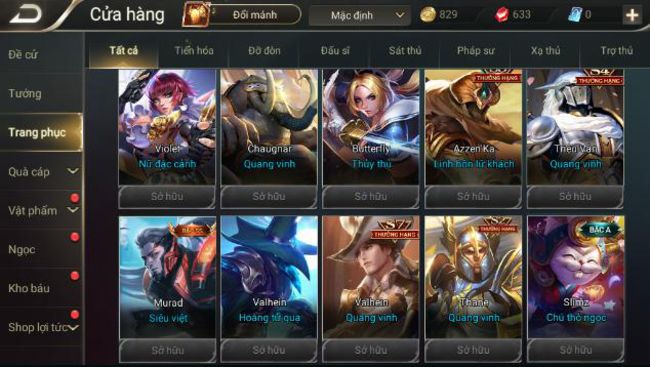 Cửa hàng
Đổi mảnh
Mặc định
829
633
0
Đề cử
Tướng
Trang phục
Quà cáp
Vật phẩm
Ngọc
Kho báu
Shop lợi tức
Tất cả
Tiến hóa
Đỡ đòn
Đấu sĩ
Sát thủ
Pháp sư
Xạ thủ
Trợ thủ
Violet
Nữ đặc cảnh
Sở hữu
Chaugnar
Quang vinh
Sở hữu
Butterfly
Thủy thủ
Sở hữu
THƯỞNG HẠNG
Azzen'Ka
Linh hồn tử khách
Sở hữu
S4
THƯỞNG HẠNG
Triệu Vân
Quang vinh
Sở hữu
Murad
Siêu việt
Sở hữu
Valhein
Hoàng tử quạ
Sở hữu
THƯỞNG HẠNG
Valhein
Quang vinh
Sở hữu
THƯỞNG HẠNG
Thane
Quang vinh
Sở hữu
BẬC A
Slimz
Chú thỏ ngọc
Sở hữu